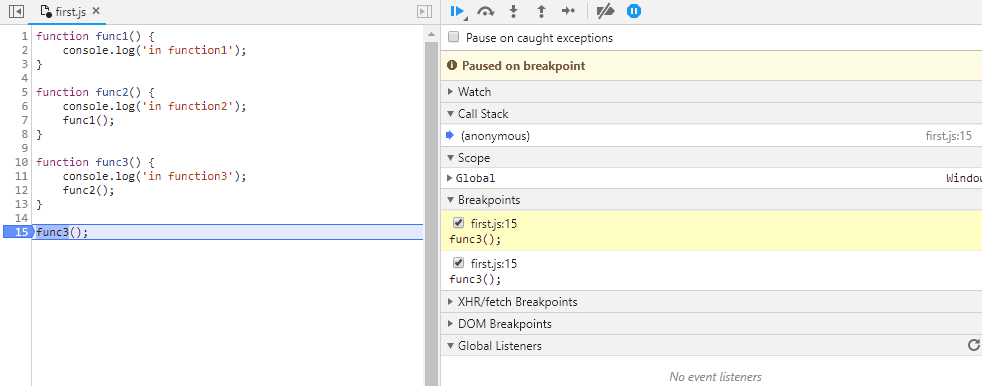 first.js ×
1 function func1() {
2     console.log('in function1');
3 }
4
5 function func2() {
6     console.log('in function2');
7     func1();
8 }
9
10 function func3() {
11     console.log('in function3');
12     func2();
13 }
14
15 func3();
Pause on caught exceptions
Paused on breakpoint
Watch
Call Stack
(anonymous) first.js:15
Scope
Global Window
Breakpoints
first.js:15
func3();
first.js:15
func3();
XHR/fetch Breakpoints
DOM Breakpoints
Global Listeners
No event listeners